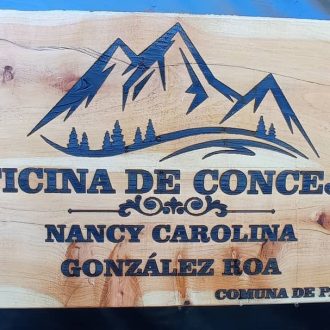 FICINA DE CONCEJ
NANCY CAROLINA
GONZÁLEZ ROA
COMUNA DE P